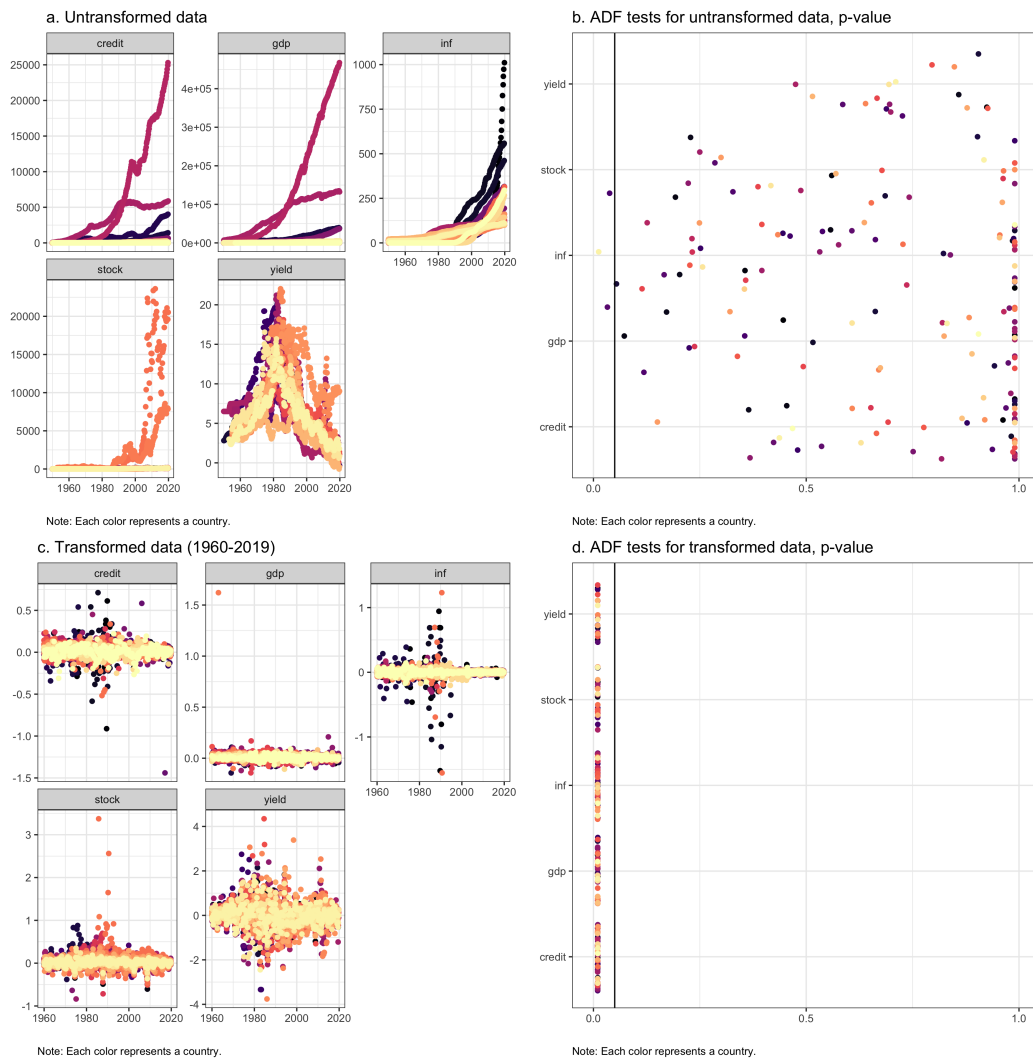 a. Untransformed data
credit
gdp
inf
25000
20000
15000
10000
5000
0
4e+05
3e+05
2e+05
1e+05
0e+00
1000
750
500
250
0
1960 1980 2000 2020
stock
yield
20000
15000
10000
5000
0
20
15
10
5
0
1960 1980 2000 2020
1960 1980 2000 2020
Note: Each color represents a country.
b. ADF tests for untransformed data, p-value
yield
stock
inf
gdp
credit
0.0 0.5 1.0
Note: Each color represents a country.
c. Transformed data (1960-2019)
credit
gdp
inf
0.5
0.0
-0.5
-1.0
-1.5
1.5
1.0
0.5
0.0
1
0
-1
1960 1980 2000 2020
stock
yield
3
2
1
0
-1
4
2
0
-2
-4
1960 1980 2000 2020
1960 1980 2000 2020
Note: Each color represents a country.
d. ADF tests for transformed data, p-value
yield
stock
inf
gdp
credit
0.0 0.5 1.0
Note: Each color represents a country.